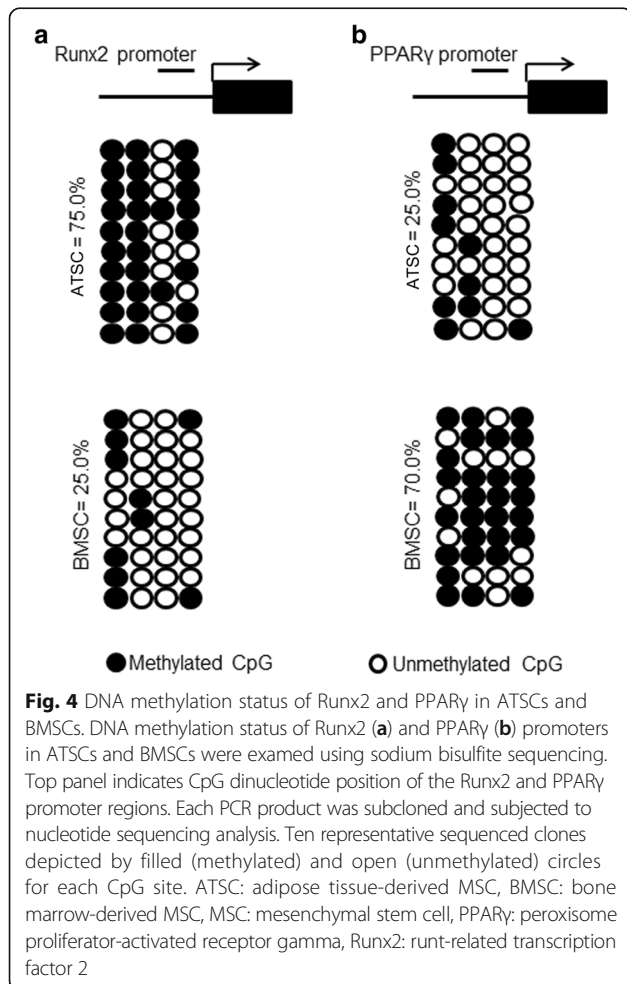 a
b
Runx2 promoter
PPARγ promoter
ATSC = 75.0%
ATSC = 25.0%
BMSC= 25.0%
BMSC= 70.0%
Methylated CpG
Unmethylated CpG
Fig. 4 DNA methylation status of Runx2 and PPARγ in ATSCs and
BMSCs. DNA methylation status of Runx2 (a) and PPARγ (b) promoters
in ATSCs and BMSCs were examed using sodium bisulfite sequencing.
Top panel indicates CpG dinucleotide position of the Runx2 and PPARγ
promoter regions. Each PCR product was subcloned and subjected to
nucleotide sequencing analysis. Ten representative sequenced clones
depicted by filled (methylated) and open (unmethylated) circles
for each CpG site. ATSC: adipose tissue-derived MSC, BMSC: bone
marrow-derived MSC, MSC: mesenchymal stem cell, PPARγ: peroxisome
proliferator-activated receptor gamma, Runx2: runt-related transcription
factor 2